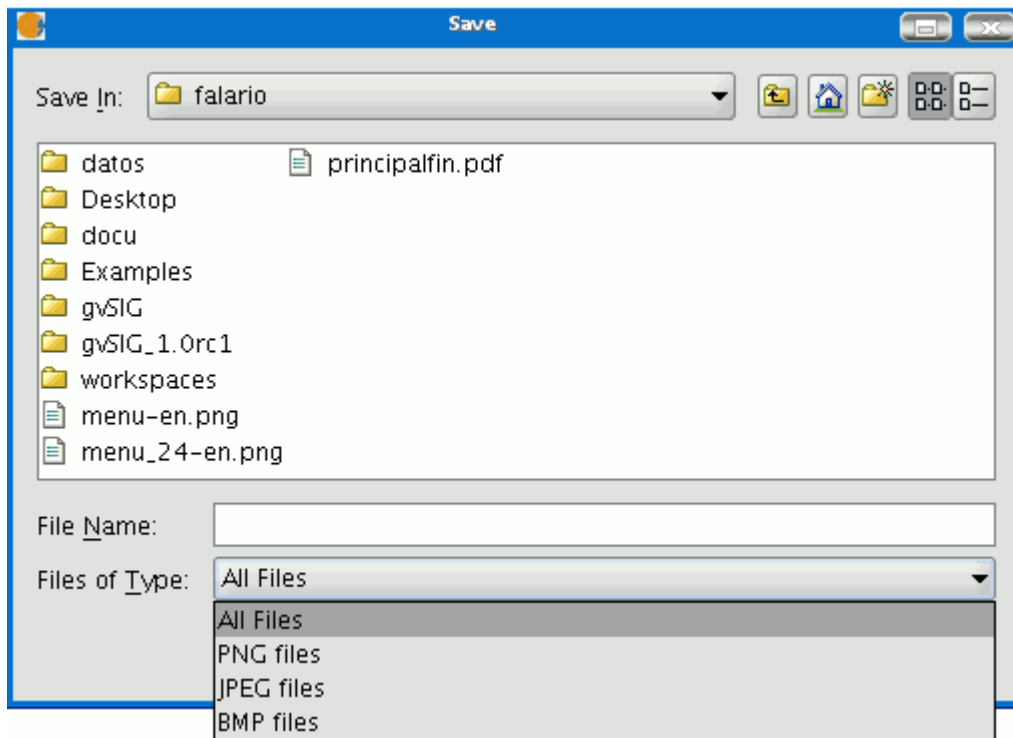 Save
Save In: falario
datos
Desktop
docu
Examples
gvSIG
gvSIG_1.0rc1
workspaces
menu-en.png
menu_24-en.png
principalfin.pdf
File Name:
Files of Type: All Files
All Files
PNG files
JPEG files
BMP files